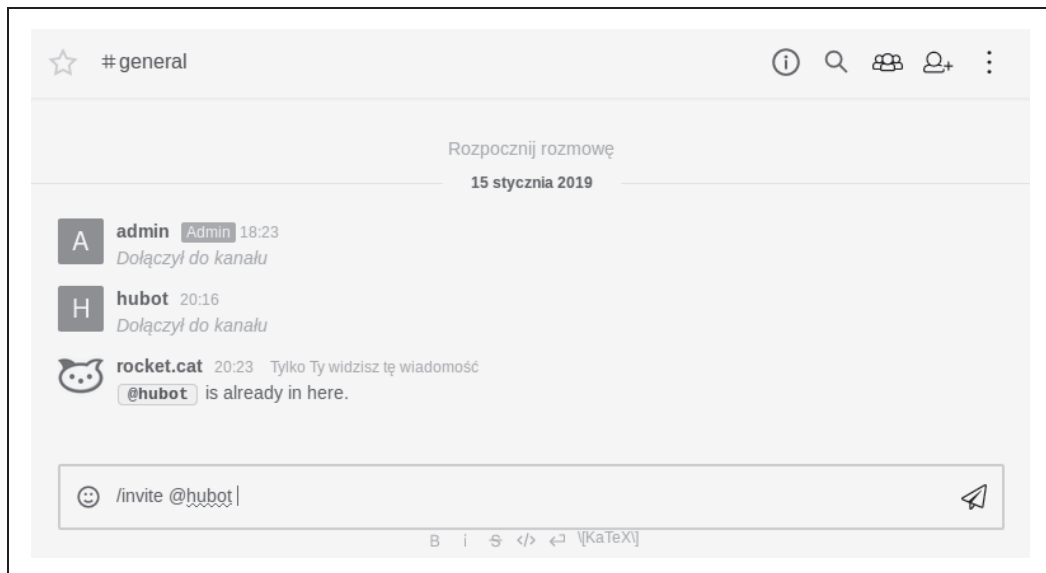 #general
Rozpocznij rozmowę
15 stycznia 2019
A
admin Admin 18:23
Dołączył do kanału
H
hubot 20:16
Dołączył do kanału
rocket.cat 20:23 Tylko Ty widzisz tę wiadomość
@hubot is already in here.
/invite @hubot
B i S </> \[KaTeX\]